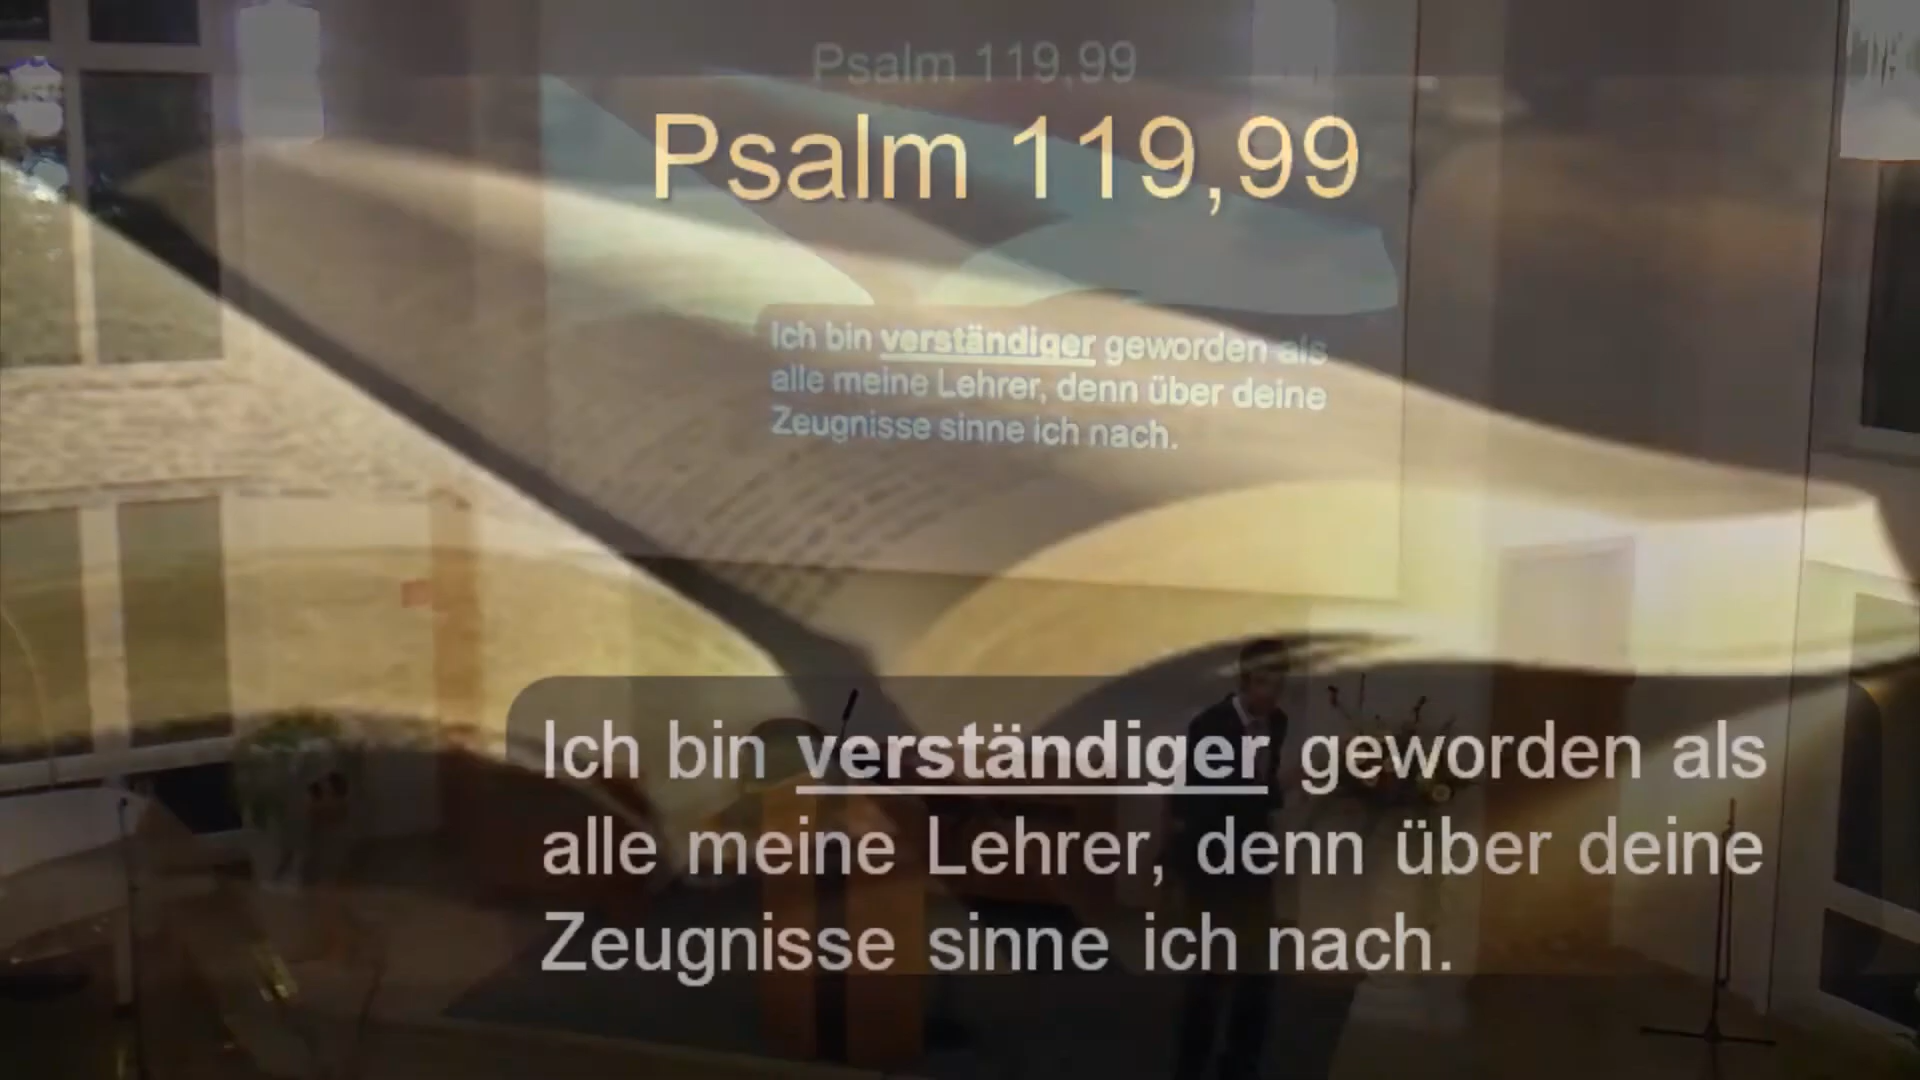 Psalm 119,99
Psalm 119,99
Ich bin verständiger geworden als
alle meine Lehrer, denn über deine
Zeugnisse sinne ich nach.
Ich bin verständiger geworden als
alle meine Lehrer, denn über deine
Zeugnisse sinne ich nach.